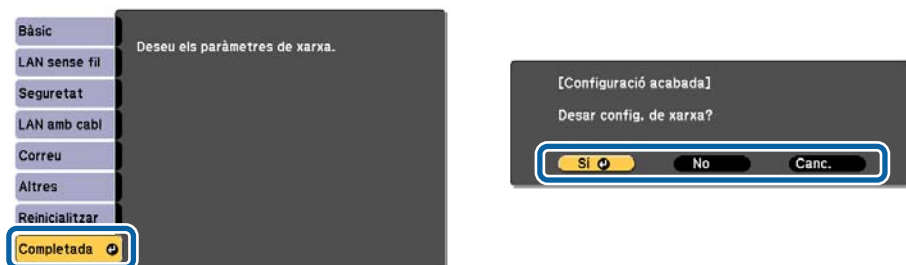 Bàsic
LAN sense fil
Seguretat
LAN amb cabl
Correu
Altres
Reinicialitzar
Completada
Deseu els paràmetres de xarxa.
[Configuració acabada]
Desar config. de xarxa?
Sí No Canc.